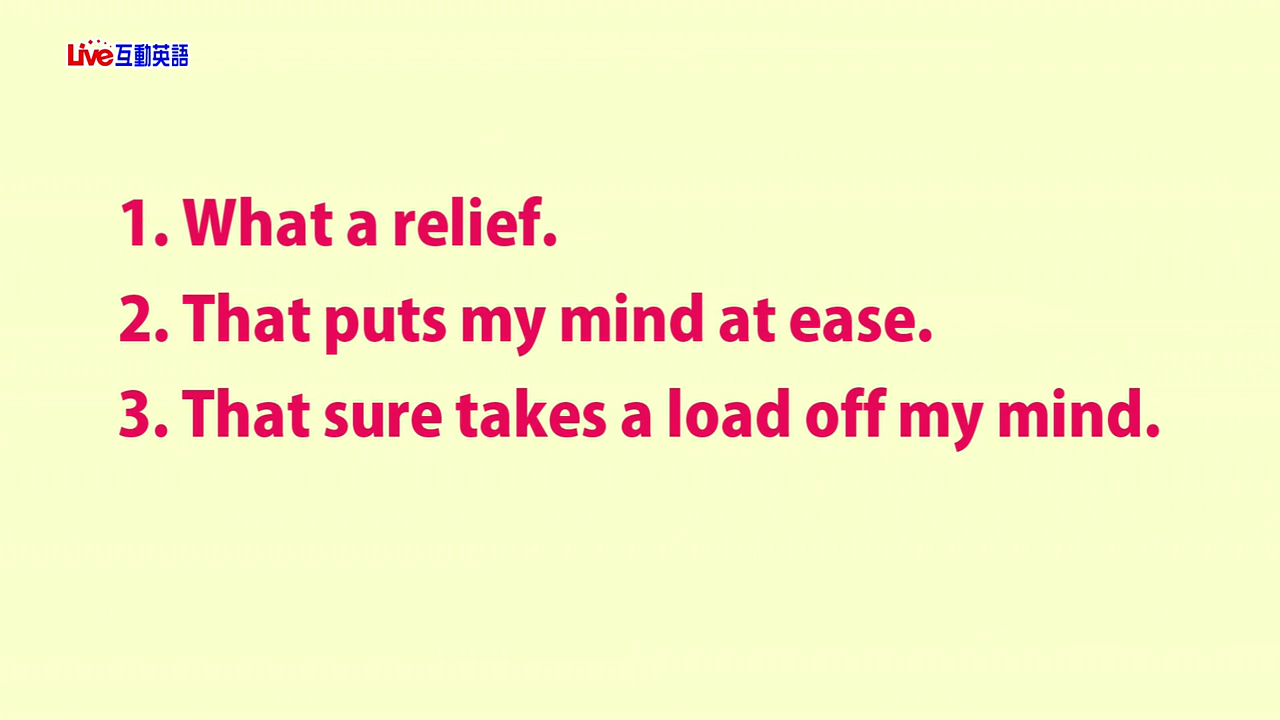 Live互動英語
1. What a relief.
2. That puts my mind at ease.
3. That sure takes a load off my mind.